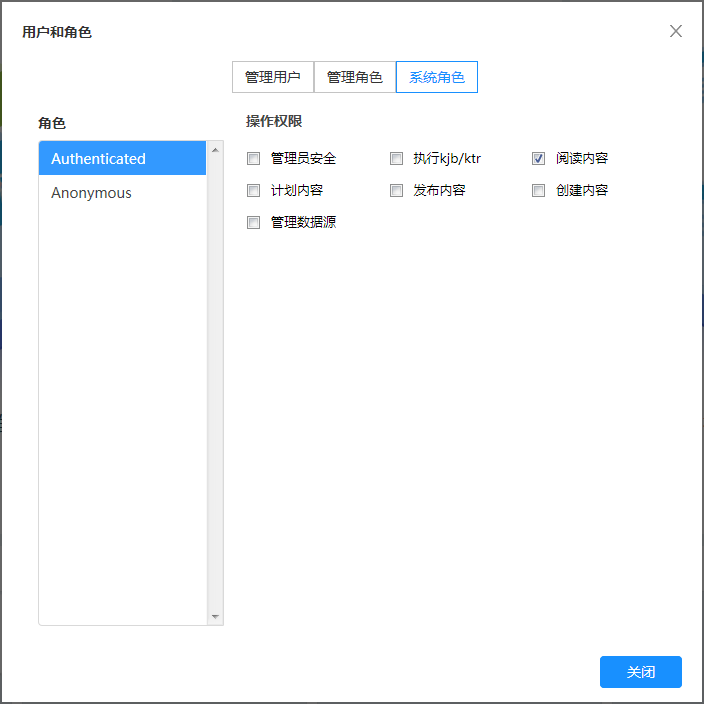 用户和角色
管理用户 管理角色 系统角色
角色
Authenticated
Anonymous
操作权限
管理员安全 执行kjb/ktr 阅读内容
计划内容 发布内容 创建内容
管理数据源
关闭